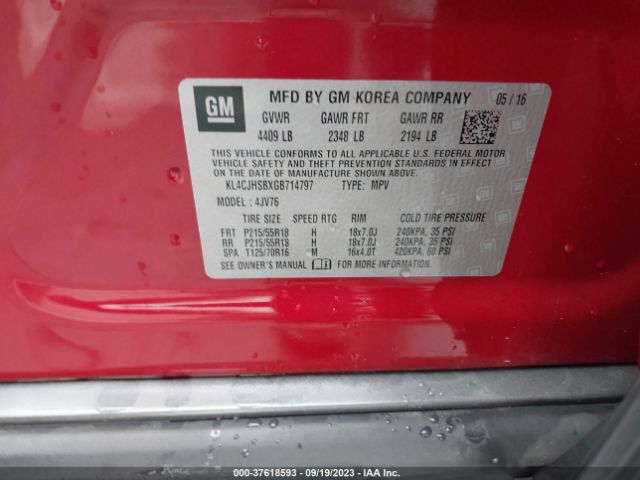 GM
MFD BY GM KOREA COMPANY 05 / 16
GVWR GAWR FRT GAWR RR
4409 LB 2348 LB 2194 LB
THIS VEHICLE CONFORMS TO ALL APPLICABLE U.S. FEDERAL MOTOR
VEHICLE SAFETY, BUMPER, AND THEFT PREVENTION STANDARDS IN EFFECT
ON THE DATE OF MANUFACTURE SHOWN ABOVE.
KL4CJHSBXGB714797 TYPE: MPV
MODEL : 4JV76
TIRE SIZE SPEED RTG RIM COLD TIRE PRESSURE
FRT P215/55R18 H 18x7.0J 240KPA, 35 PSI
RR P215/55R18 H 18x7.0J 240KPA, 35 PSI
SPA T125/70R16 M 16x4.0T 420KPA, 60 PSI
SEE OWNER'S MANUAL FOR MORE INFORMATION.
000-37618593 - 09/19/2023 - IAA Inc.